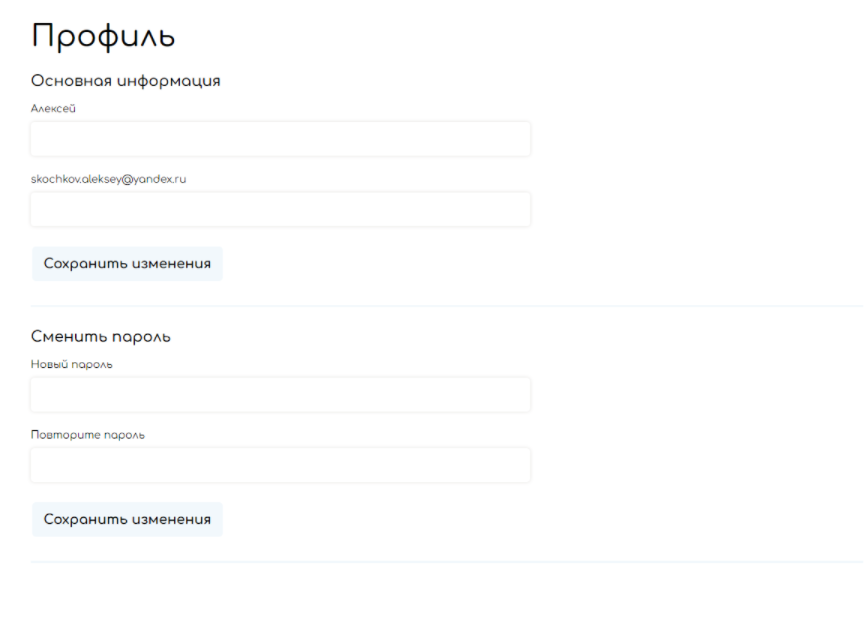 Профиль
Основная информация
Алексей
skochkov.aleksey@yandex.ru
Сохранить изменения
Сменить пароль
Новый пароль
Повторите пароль
Сохранить изменения